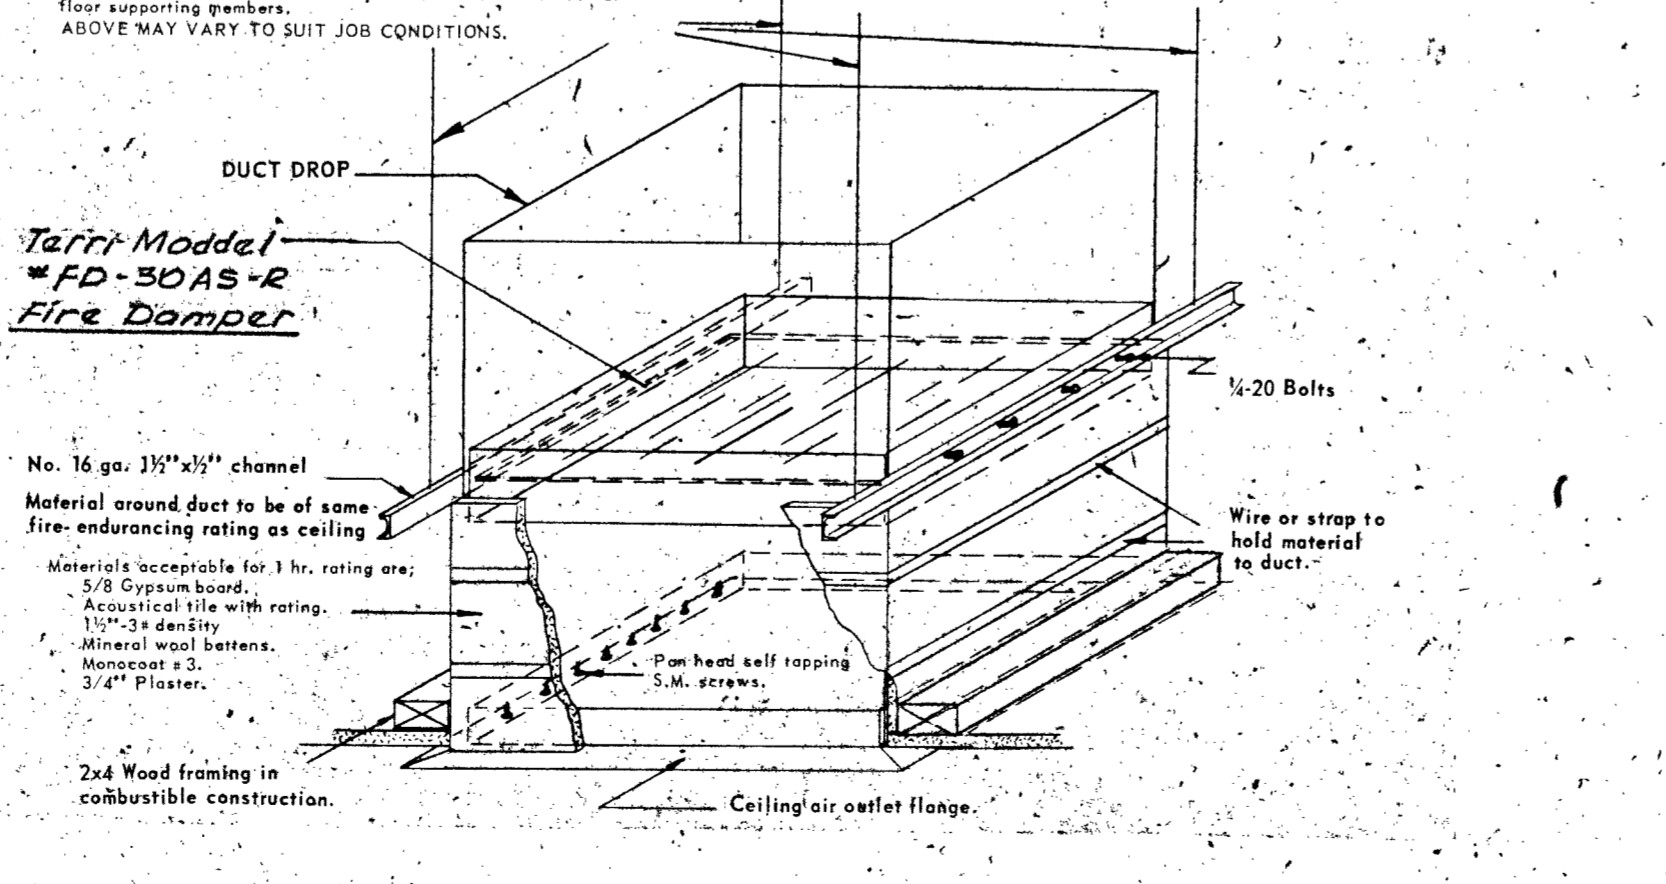 floor supporting members.
ABOVE MAY VARY TO SUIT JOB CONDITIONS.
DUCT DROP
Terri Moddel
*FD-30AS-R
Fire Damper
¼-20 Bolts
No. 16 ga. 1½"x½" channel
Material around duct to be of same
fire-endurancing rating as ceiling
Materials acceptable for 1 hr. rating are;
5/8 Gypsum board.
Acoustical tile with rating.
1½"-3# density
Mineral wool battens.
Monocoat #3.
3/4" Plaster.
Wire or strap to
hold material
to duct.
Pan head self tapping
S.M. screws.
2x4 Wood framing in
combustible construction.
Ceiling air outlet flange.